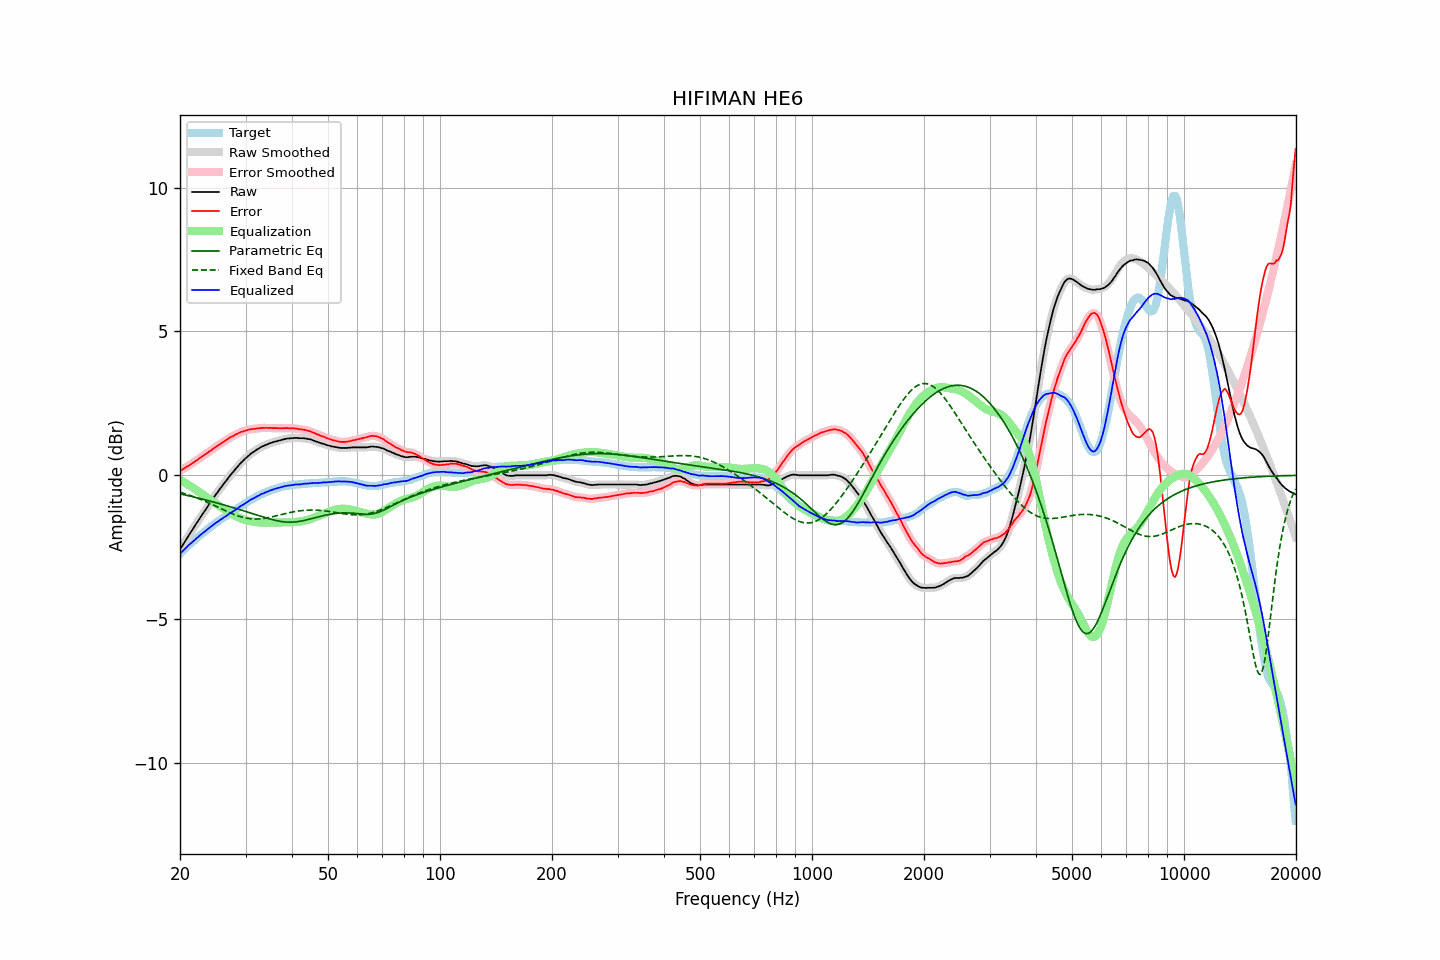 HIFIMAN HE6
Target
Raw Smoothed
Error Smoothed
Raw
Error
Equalization
Parametric Eq
Fixed Band Eq
Equalized
10
5
0
−5
−10
Amplitude (dBr)
20 50 100 200 500 1000 2000 5000 10000 20000
Frequency (Hz)